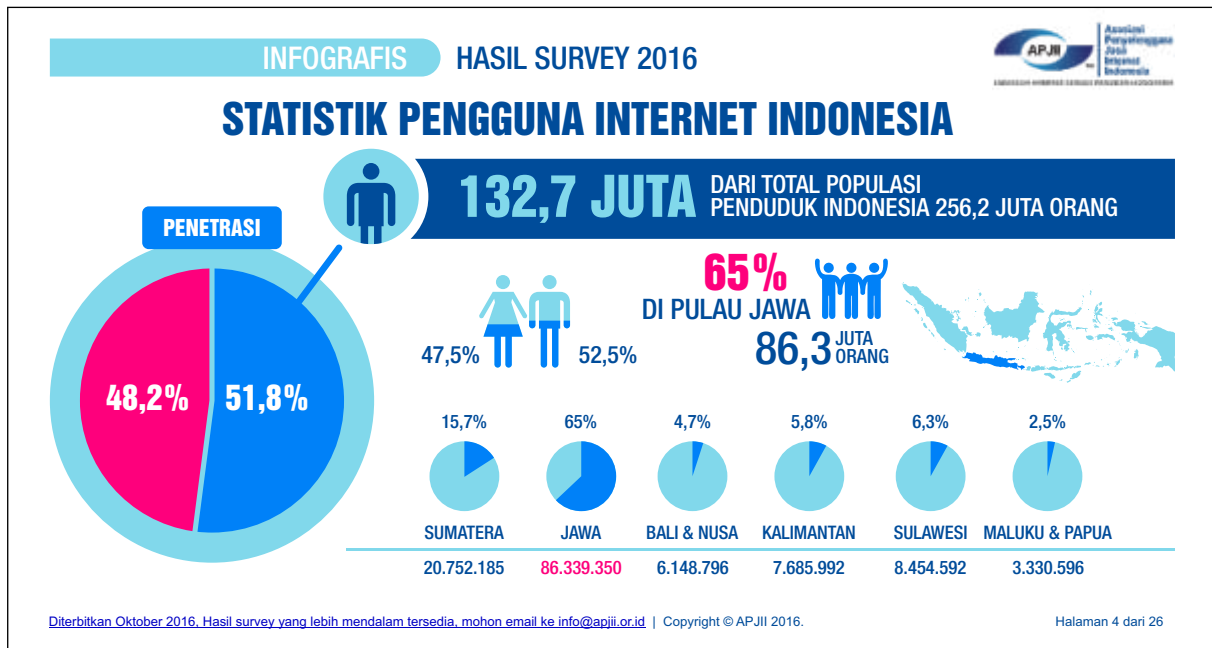 INFOGRAFIS HASIL SURVEY 2016
APJII
Asosiasi
Penyelenggara
Jasa
Internet
Indonesia
STATISTIK PENGGUNA INTERNET INDONESIA
132,7 JUTA
DARI TOTAL POPULASI
PENDUDUK INDONESIA 256,2 JUTA ORANG
PENETRASI
48,2% 51,8%
47,5% 52,5%
65%
DI PULAU JAWA
86,3 JUTA
ORANG
15,7% 65% 4,7% 5,8% 6,3% 2,5%
SUMATERA JAWA BALI & NUSA KALIMANTAN SULAWESI MALUKU & PAPUA
20.752.185 86.339.350 6.148.796 7.685.992 8.454.592 3.330.596
Diterbitkan Oktober 2016, Hasil survey yang lebih mendalam tersedia, mohon email ke info@apjii.or.id | Copyright © APJII 2016. Halaman 4 dari 26